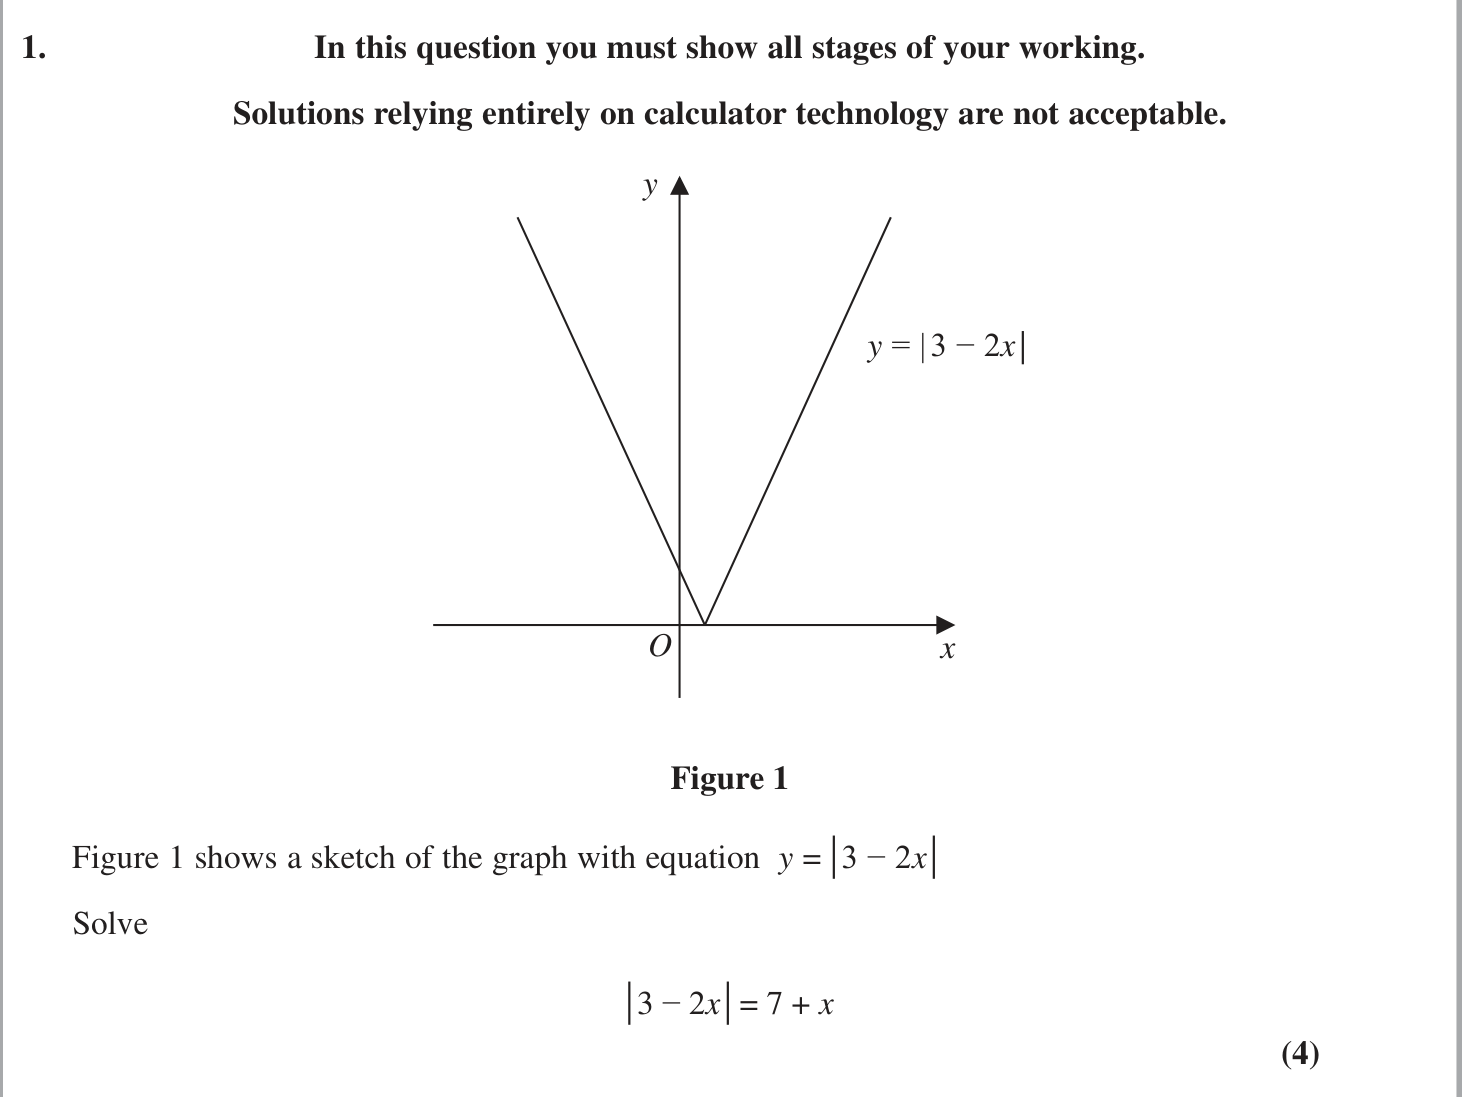 1. In this question you must show all stages of your working.
Solutions relying entirely on calculator technology are not acceptable.
y
y = |3 − 2x|
O
x
Figure 1
Figure 1 shows a sketch of the graph with equation y = |3 − 2x|
Solve
|3 − 2x| = 7 + x
(4)